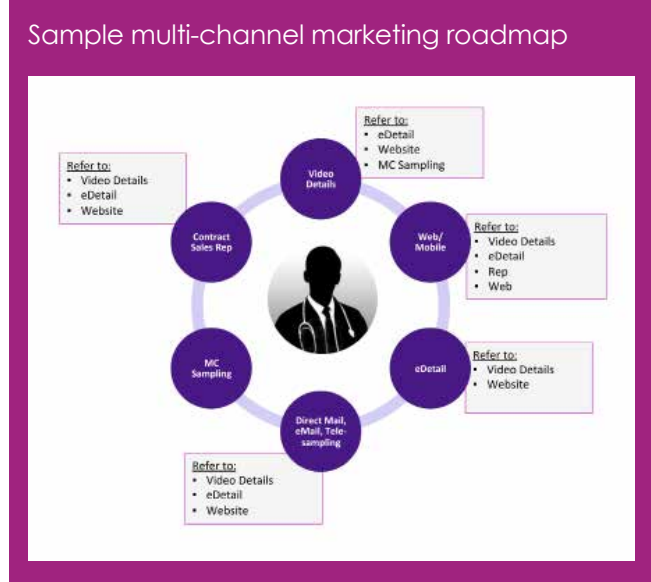 Sample multi-channel marketing roadmap
Refer to:
• eDetail
• Website
• MC Sampling
Refer to:
• Video Details
• eDetail
• Website
Video
Details
Contract
Sales Rep
Web/
Mobile
Refer to:
• Video Details
• eDetail
• Rep
• Web
MC
Sampling
eDetail
Refer to:
• Video Details
• Website
Direct Mail,
eMail, Tele-
sampling
Refer to:
• Video Details
• eDetail
• Website